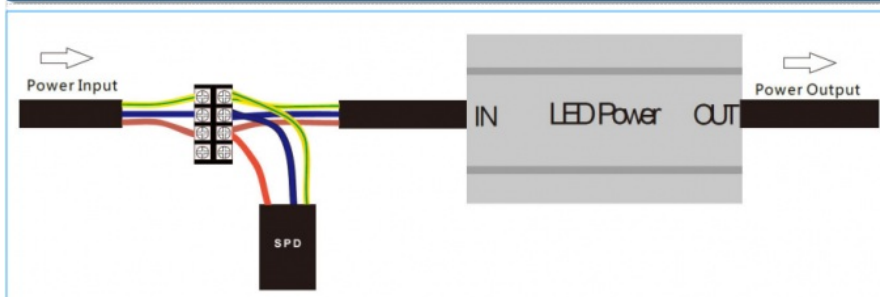 Power Input
Power Output
IN
LED Power
OUT
SPD